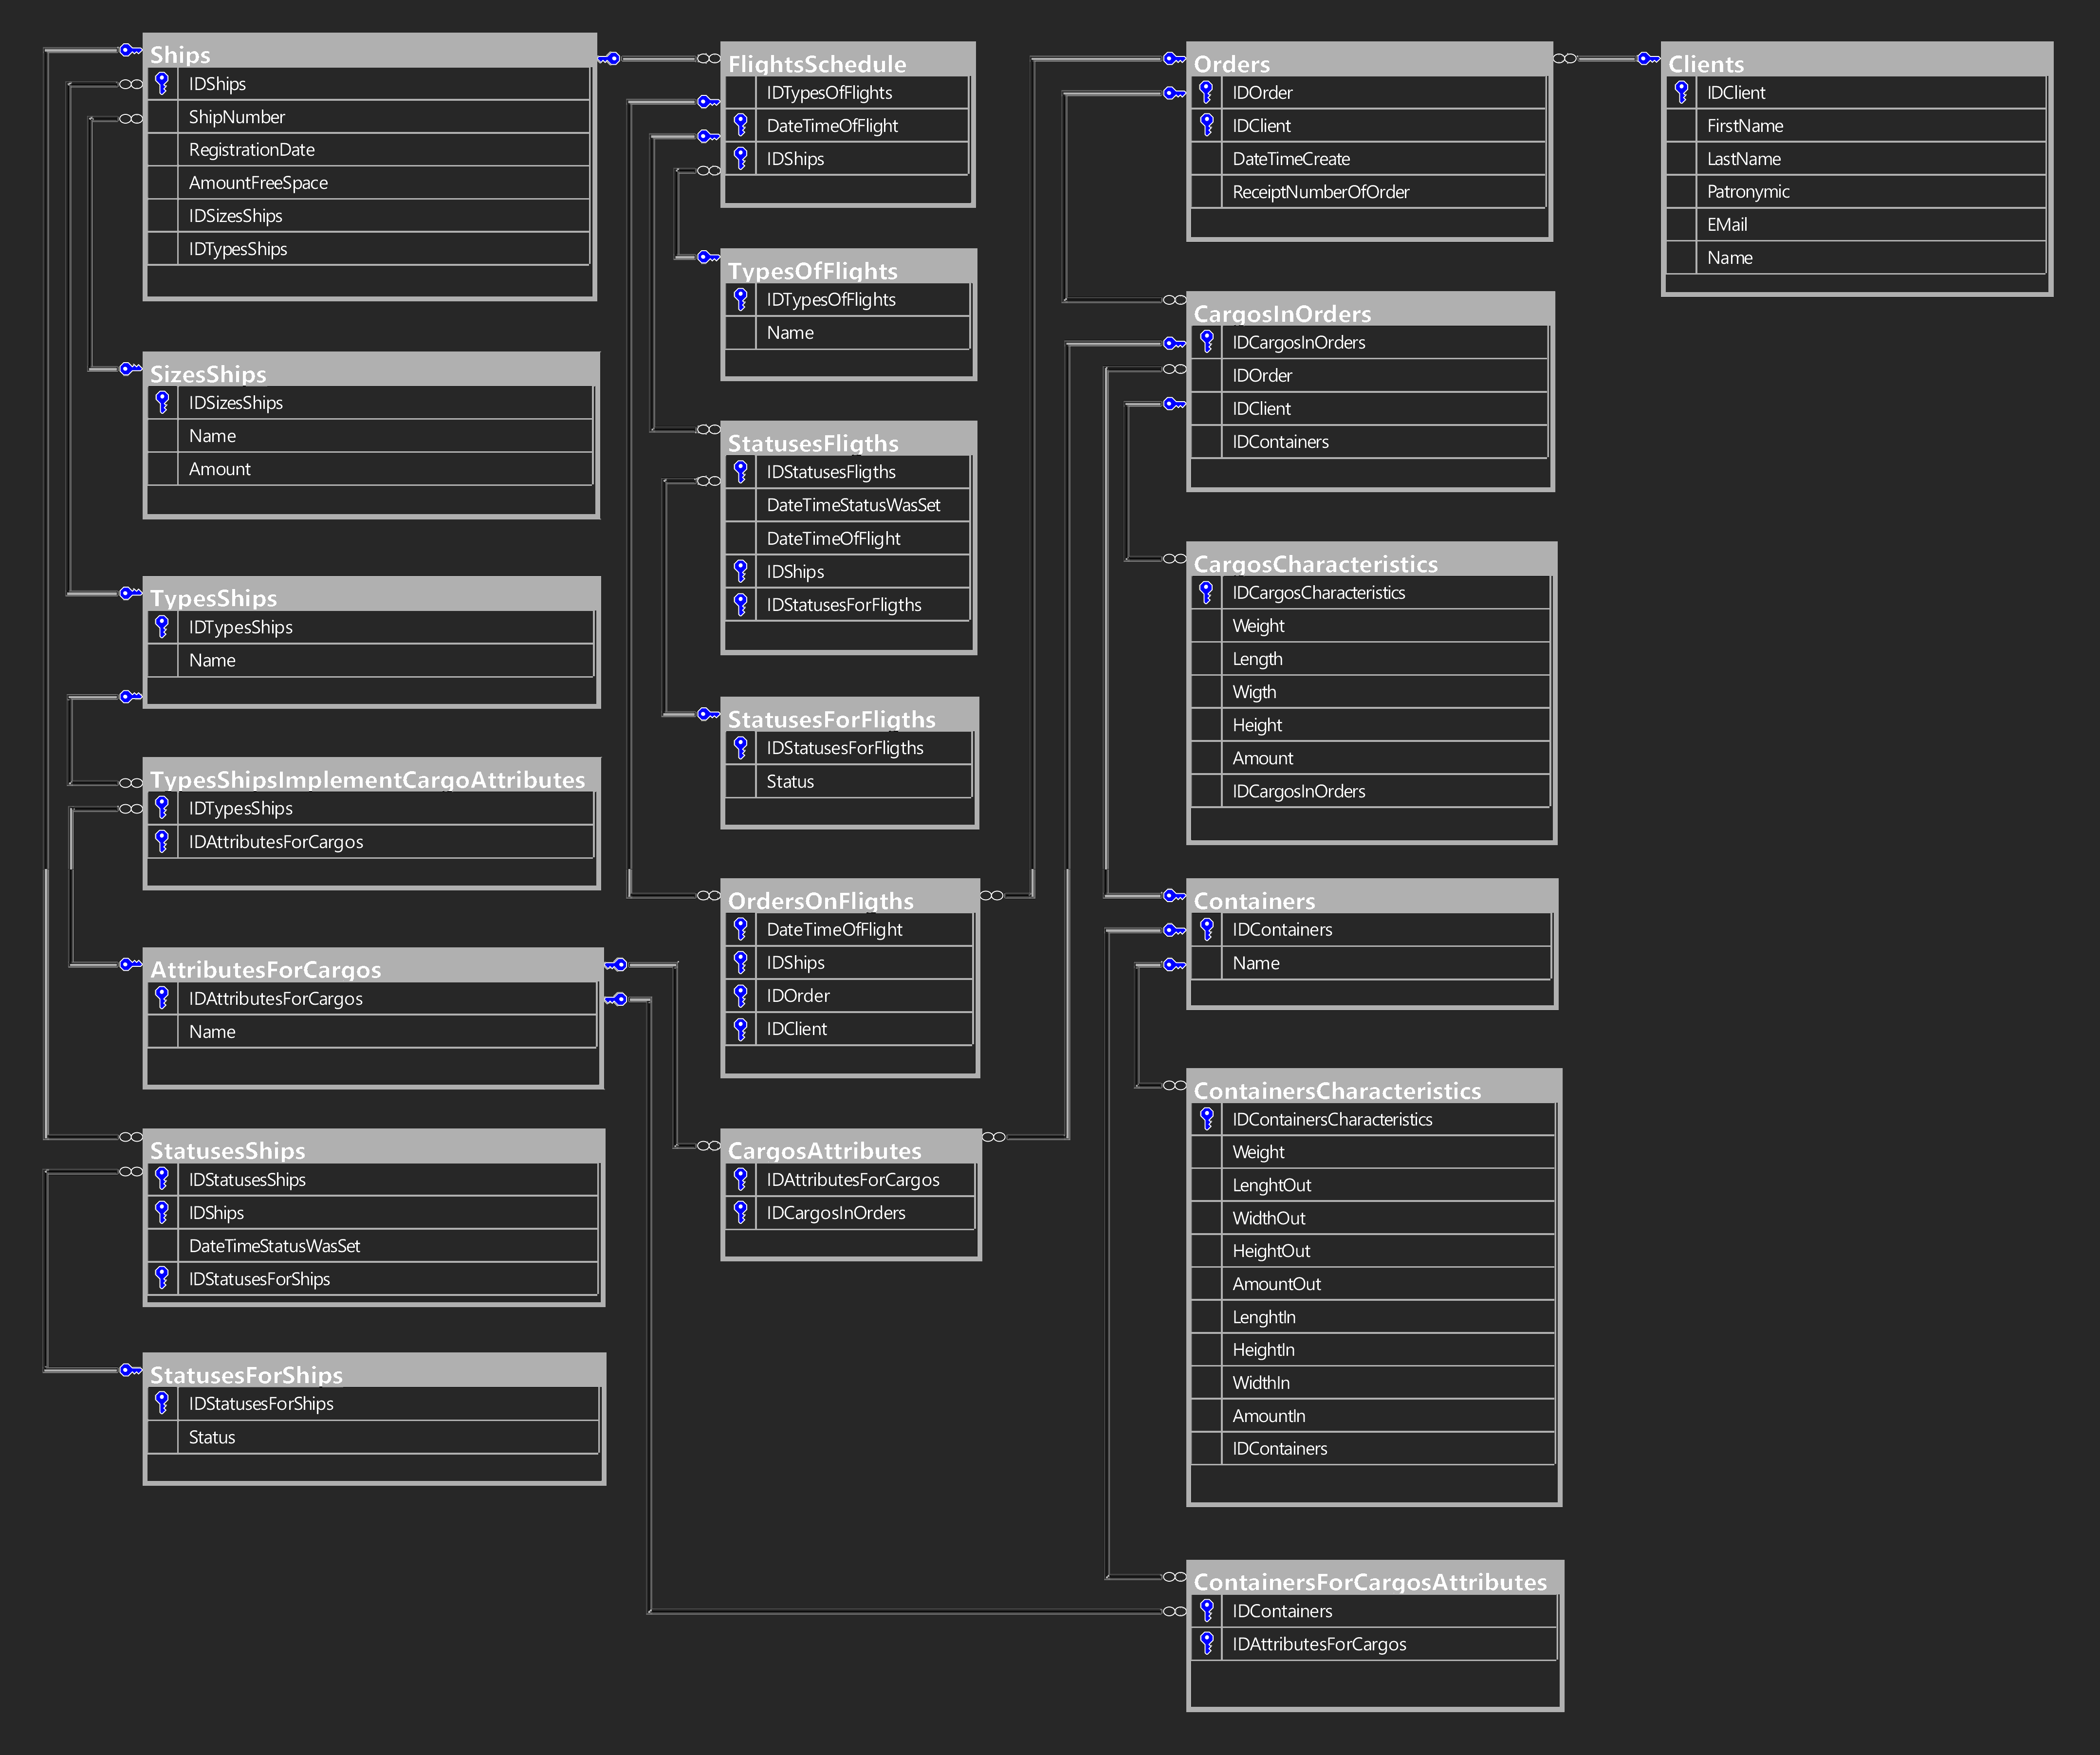 Ships
IDShips
ShipNumber
RegistrationDate
AmountFreeSpace
IDSizesShips
IDTypesShips
SizesShips
IDSizesShips
Name
Amount
TypesShips
IDTypesShips
Name
TypesShipsImplementCargoAttributes
IDTypesShips
IDAttributesForCargos
AttributesForCargos
IDAttributesForCargos
Name
StatusesShips
IDStatusesShips
IDShips
DateTimeStatusWasSet
IDStatusesForShips
StatusesForShips
IDStatusesForShips
Status
FlightsSchedule
IDTypesOfFlights
DateTimeOfFlight
IDShips
TypesOfFlights
IDTypesOfFlights
Name
StatusesFligths
IDStatusesFligths
DateTimeStatusWasSet
DateTimeOfFlight
IDShips
IDStatusesForFligths
StatusesForFligths
IDStatusesForFligths
Status
OrdersOnFligths
DateTimeOfFlight
IDShips
IDOrder
IDClient
CargosAttributes
IDAttributesForCargos
IDCargosInOrders
Orders
IDOrder
IDClient
DateTimeCreate
ReceiptNumberOfOrder
CargosInOrders
IDCargosInOrders
IDOrder
IDClient
IDContainers
CargosCharacteristics
IDCargosCharacteristics
Weight
Length
Wigth
Height
Amount
IDCargosInOrders
Containers
IDContainers
Name
ContainersCharacteristics
IDContainersCharacteristics
Weight
LenghtOut
WidthOut
HeightOut
AmountOut
LenghtIn
HeightIn
WidthIn
AmountIn
IDContainers
ContainersForCargosAttributes
IDContainers
IDAttributesForCargos
Clients
IDClient
FirstName
LastName
Patronymic
EMail
Name